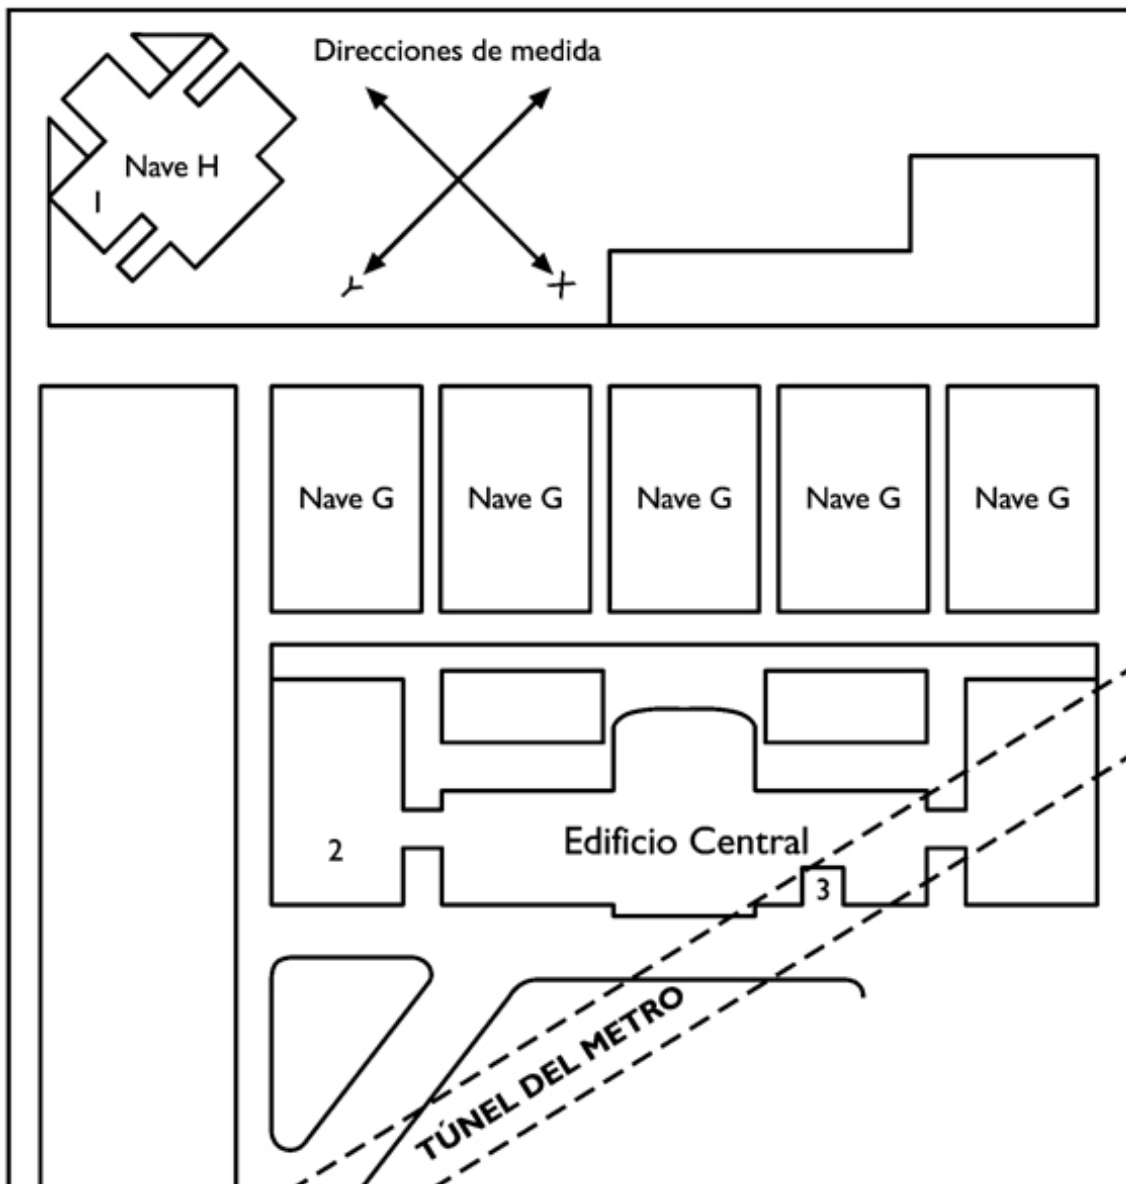 Direcciones de medida
Nave H
1
Y
X
Nave G
Nave G
Nave G
Nave G
Nave G
Edificio Central
2
3
TÚNEL DEL METRO